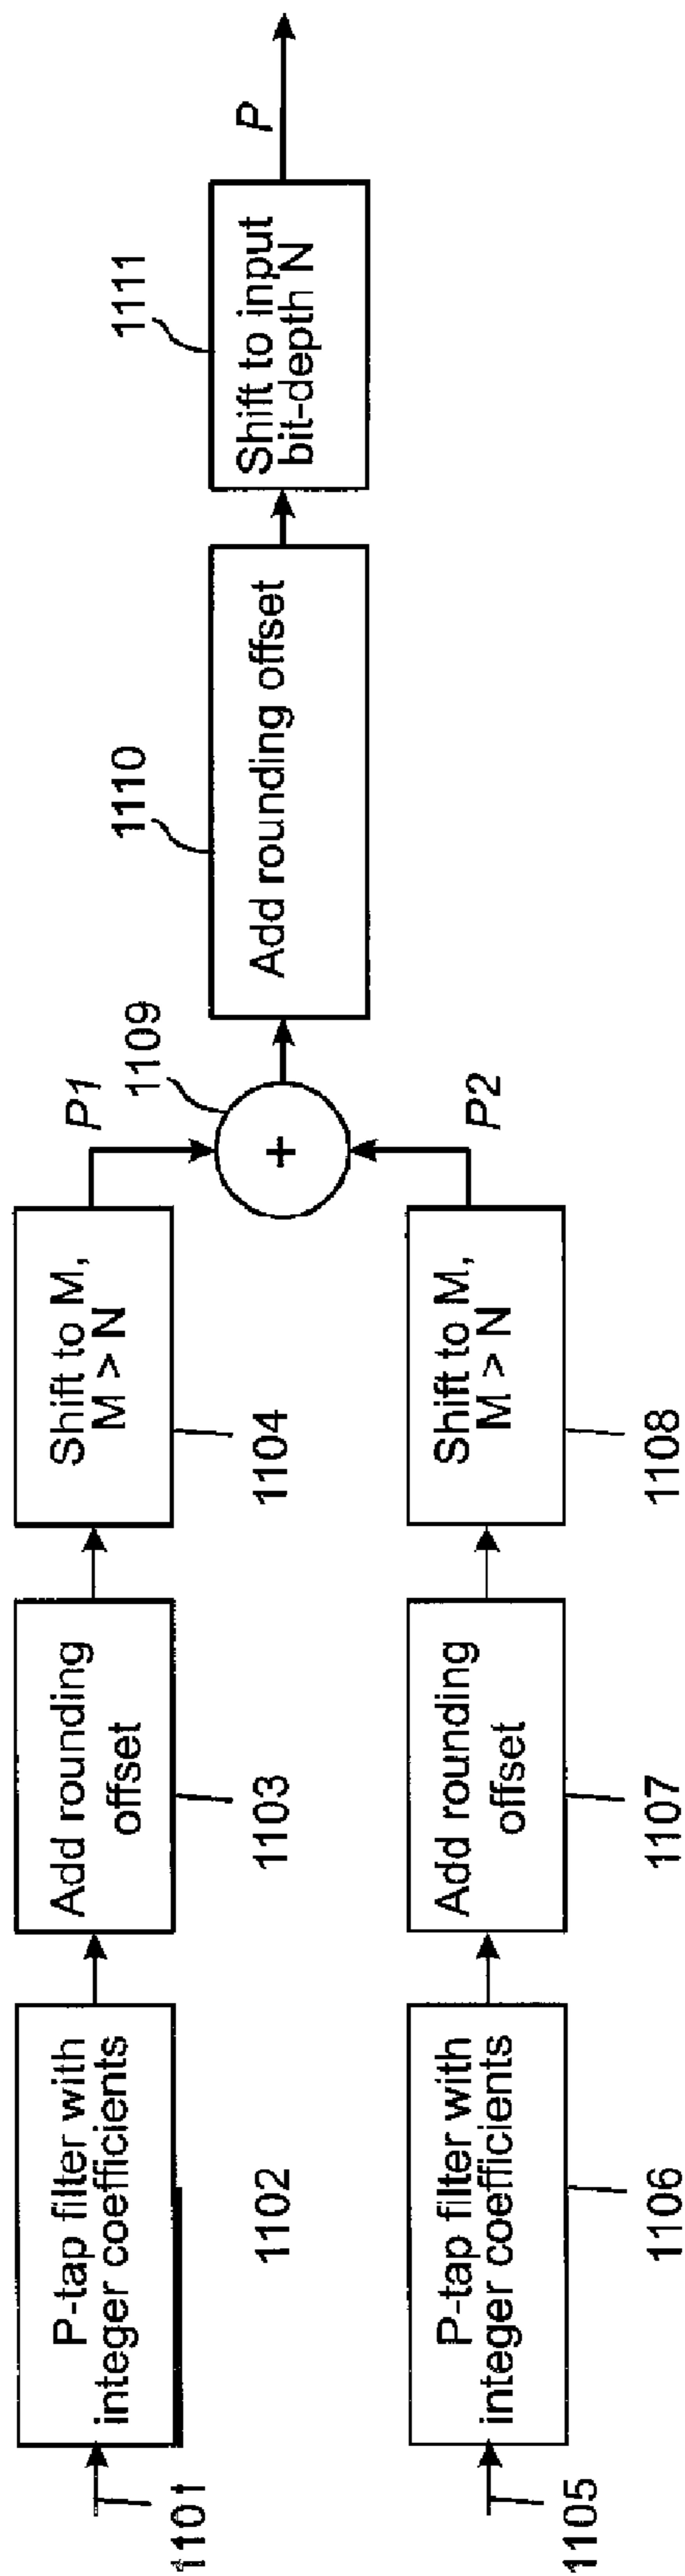 1101
P-tap filter with
integer coefficients
1102
Add rounding
offset
1103
Shift to M,
M > N
1104
P1
1105
P-tap filter with
integer coefficients
1106
Add rounding
offset
1107
Shift to M,
M > N
1108
P2
+
1109
Add rounding offset
1110
Shift to input
bit-depth N
1111
P